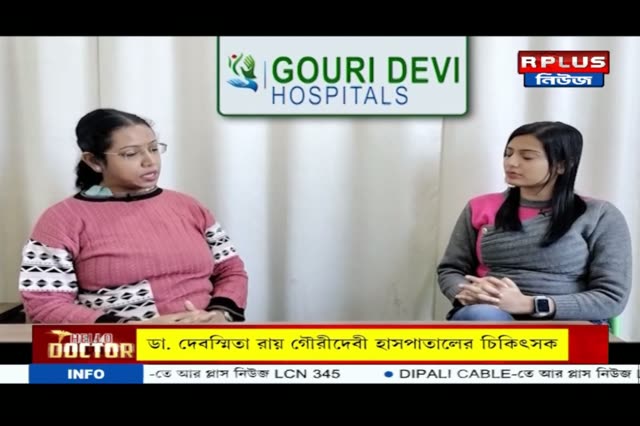 GOURI DEVI
HOSPITALS
RPLUS
নিউজ
HELLO
DOCTOR
ডা. দেবস্মিতা রায় গৌরীদেবী হাসপাতালের চিকিৎসক
INFO
-তে আর প্লাস নিউজ LCN 345 ● DIPALI CABLE-তে আর প্লাস নিউজ